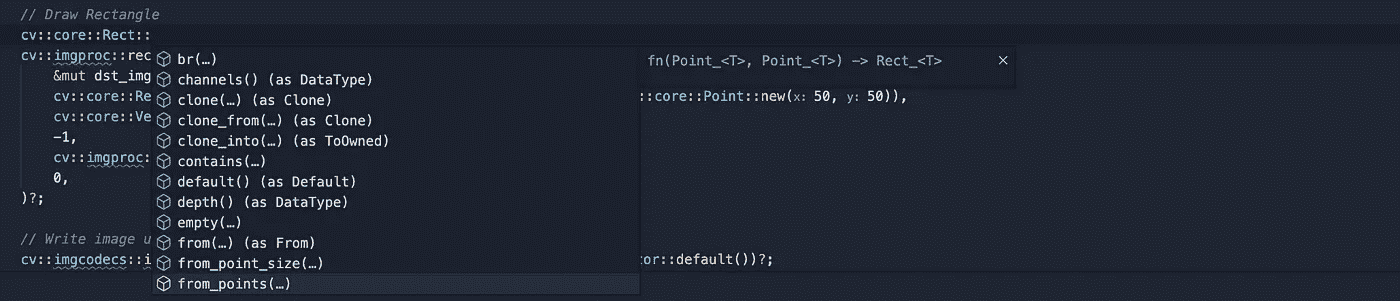 // Draw Rectangle
cv::core::Rect::
cv::imgproc::rec
br(…)
fn(Point_<T>, Point_<T>) –> Rect_<T>
&mut dst_img
channels() (as DataType)
cv::core::Re
clone(…) (as Clone)
::core::Point::new(x: 50, y: 50)),
cv::core::Ve
clone_from(…) (as Clone)
−1,
clone_into(…) (as ToOwned)
cv::imgproc:
contains(…)
0,
default() (as Default)
)?;
depth() (as DataType)
empty(…)
// Write image u
from(…) (as From)
cv::imgcodecs::i
from_point_size(…)
tor::default())?;
from_points(…)